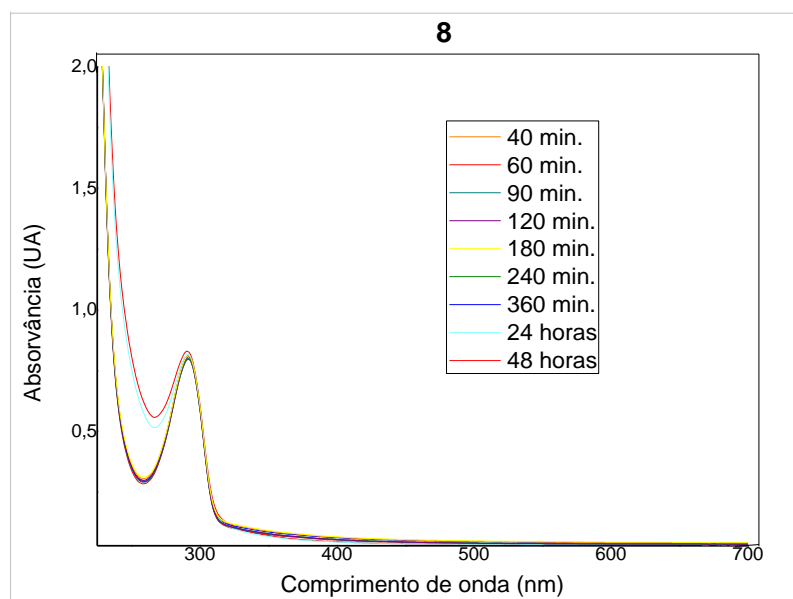 8
2,0
1,5
1,0
0,5
Absorvância (UA)
40 min.
60 min.
90 min.
120 min.
180 min.
240 min.
360 min.
24 horas
48 horas
300 400 500 600 700
Comprimento de onda (nm)